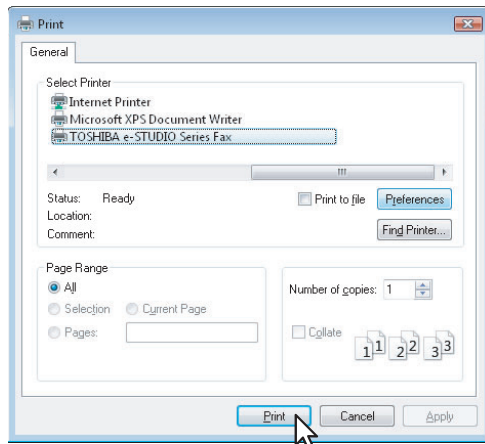 Print
General
Select Printer
Internet Printer
Microsoft XPS Document Writer
TOSHIBA e-STUDIO Series Fax
Status: Ready
Print to file Preferences
Location:
Comment:
Find Printer...
Page Range
All
Selection Current Page
Pages:
Number of copies: 1
Collate
1 1 2 2 3 3
Print Cancel Apply